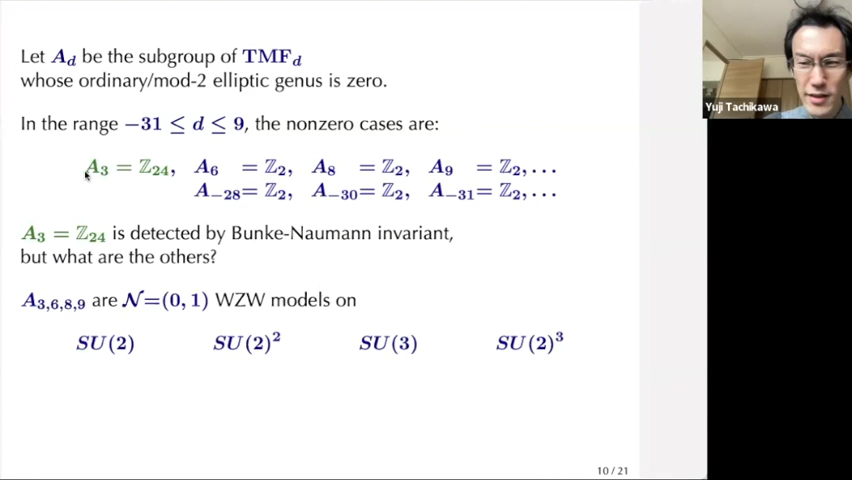 Let A_d be the subgroup of TMF_d
whose ordinary/mod-2 elliptic genus is zero.
In the range −31 ≤ d ≤ 9, the nonzero cases are:
A_3 = ℤ_24, A_6 = ℤ_2, A_8 = ℤ_2, A_9 = ℤ_2, ...
A_−28 = ℤ_2, A_−30 = ℤ_2, A_−31 = ℤ_2, ...
A_3 = ℤ_24 is detected by Bunke-Naumann invariant,
but what are the others?
A_3,6,8,9 are 𝒩=(0, 1) WZW models on
SU(2) SU(2)² SU(3) SU(2)³
10 / 21
Yuji Tachikawa